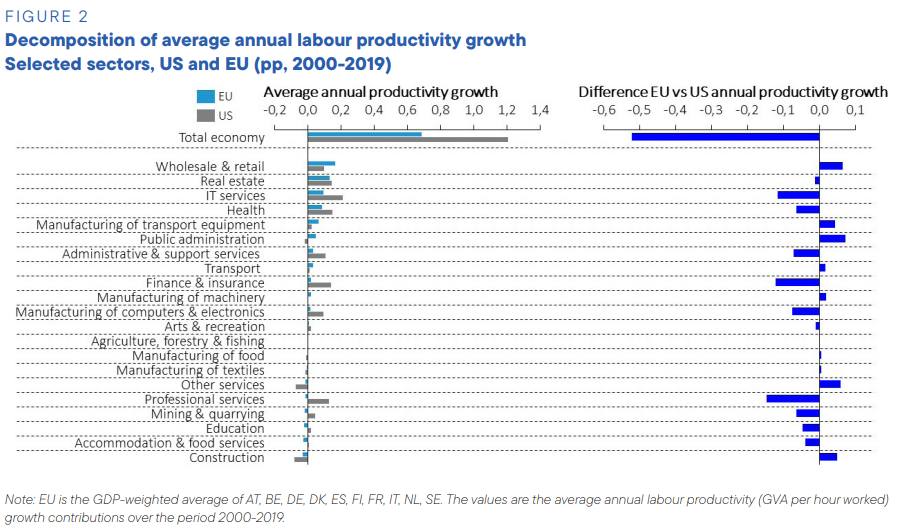 FIGURE 2
Decomposition of average annual labour productivity growth
Selected sectors, US and EU (pp, 2000-2019)
EU
US
Average annual productivity growth
-0,2 0,0 0,2 0,4 0,6 0,8 1,0 1,2 1,4
Difference EU vs US annual productivity growth
-0,6 -0,5 -0,4 -0,3 -0,2 -0,1 0,0 0,1
Total economy
Wholesale & retail
Real estate
IT services
Health
Manufacturing of transport equipment
Public administration
Administrative & support services
Transport
Finance & insurance
Manufacturing of machinery
Manufacturing of computers & electronics
Arts & recreation
Agriculture, forestry & fishing
Manufacturing of food
Manufacturing of textiles
Other services
Professional services
Mining & quarrying
Education
Accommodation & food services
Construction
Note: EU is the GDP-weighted average of AT, BE, DE, DK, ES, FI, FR, IT, NL, SE. The values are the average annual labour productivity (GVA per hour worked)
growth contributions over the period 2000-2019.